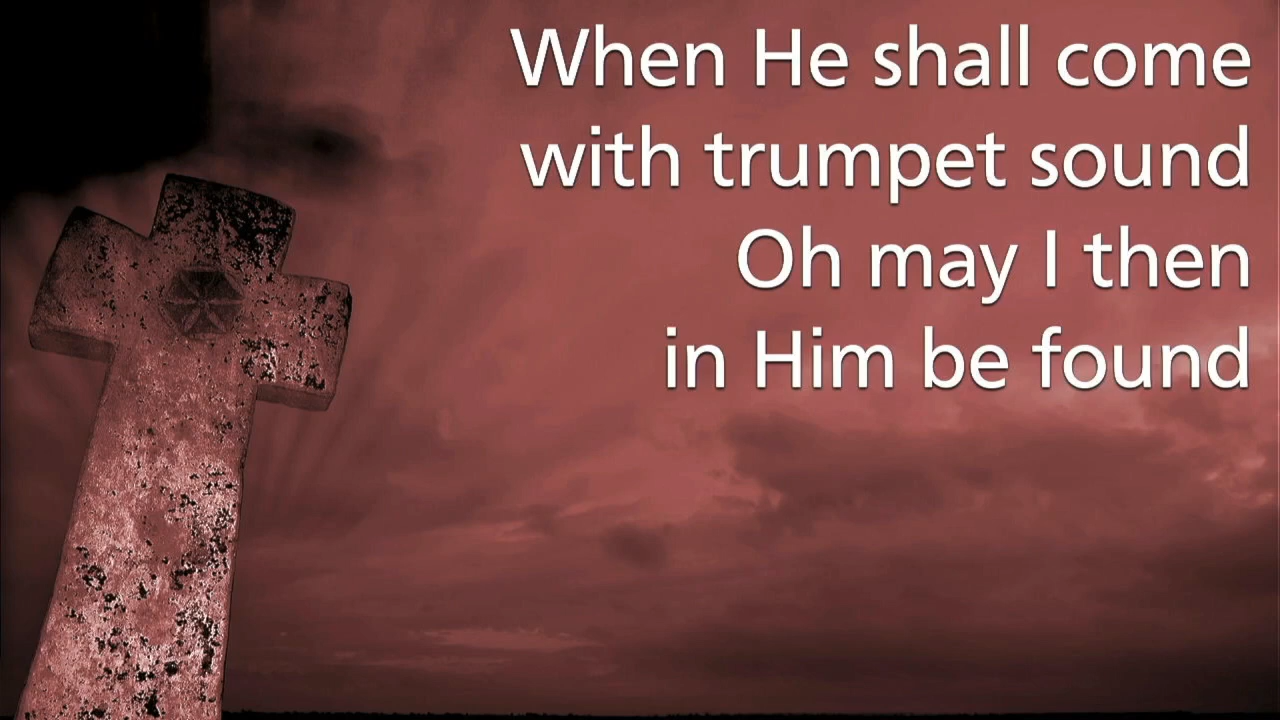 When He shall come
with trumpet sound
Oh may I then
in Him be found